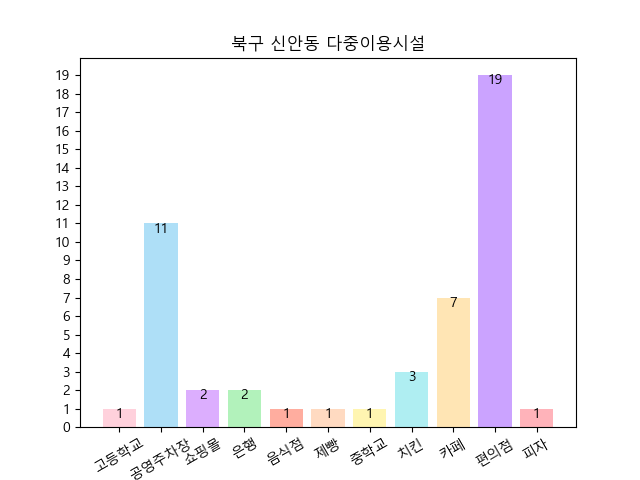 북구 신안동 다중이용시설
19
18
17
16
15
14
13
12
11
10
9
8
7
6
5
4
3
2
1
0
1
11
2
2
1
1
1
3
7
19
1
고등학교
공영주차장
쇼핑몰
은행
음식점
제빵
중학교
치킨
카페
편의점
피자